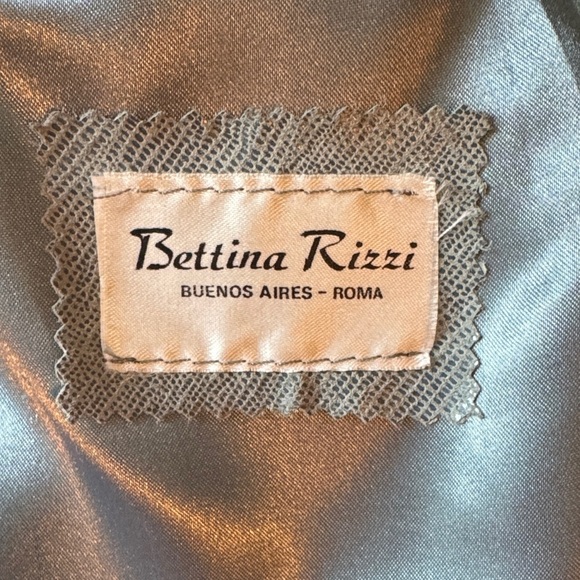 Bettina Rizzi
BUENOS AIRES - ROMA